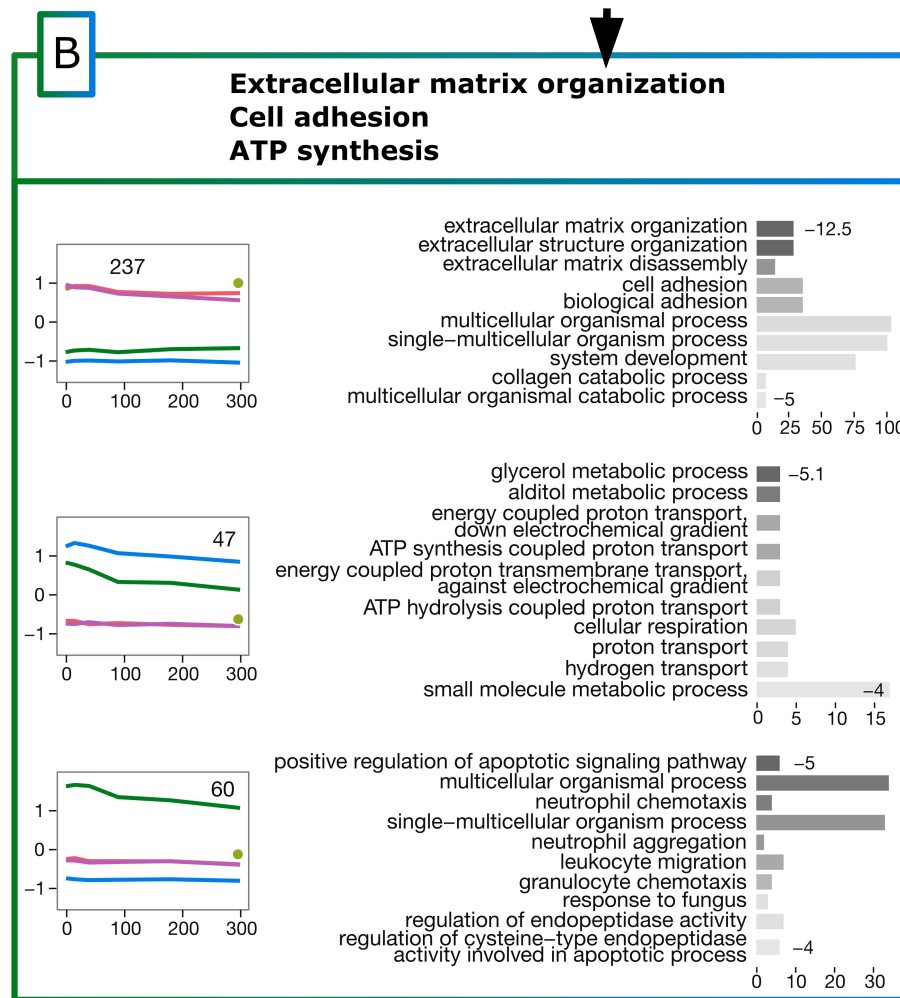 B
Extracellular matrix organization
Cell adhesion
ATP synthesis
237
1
0
−1
0 100 200 300
extracellular matrix organization −12.5
extracellular structure organization
extracellular matrix disassembly
cell adhesion
biological adhesion
multicellular organismal process
single−multicellular organism process
system development
collagen catabolic process
multicellular organismal catabolic process −5
0 25 50 75 100
47
1
0
−1
0 100 200 300
glycerol metabolic process −5.1
alditol metabolic process
energy coupled proton transport,
down electrochemical gradient
ATP synthesis coupled proton transport
energy coupled proton transmembrane transport,
against electrochemical gradient
ATP hydrolysis coupled proton transport
cellular respiration
proton transport
hydrogen transport
small molecule metabolic process −4
0 5 10 15
60
1
0
−1
0 100 200 300
positive regulation of apoptotic signaling pathway −5
multicellular organismal process
neutrophil chemotaxis
single−multicellular organism process
neutrophil aggregation
leukocyte migration
granulocyte chemotaxis
response to fungus
regulation of endopeptidase activity
regulation of cysteine−type endopeptidase
activity involved in apoptotic process −4
0 10 20 30